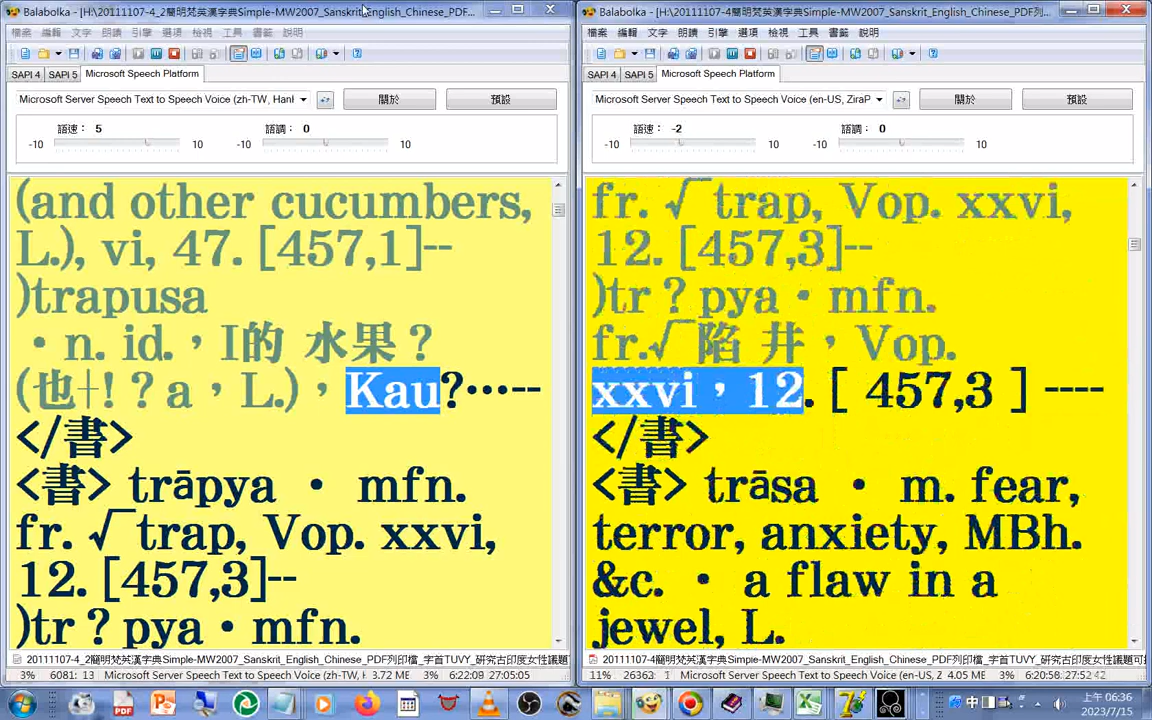 Balabolka - [H:\20111107-4_2簡明梵英漢字典Simple-MW2007_Sanskrit_English_Chinese_PDF...
檔案 編輯 文字 朗讀 引擎 選項 檢視 工具 書籤 說明
SAPI 4 SAPI 5 Microsoft Speech Platform
Microsoft Server Speech Text to Speech Voice (zh-TW, HanH
關於 預設
語速： 5 語調： 0
-10 10 -10 10
(and other cucumbers,
L.), vi, 47. [457,1]--
)trapusa
・n. id.，I的 水果？
(也┼!？a，L.)，Kau?…--
</書>
<書> trāpya ・ mfn.
fr. √trap, Vop. xxvi,
12. [457,3]--
)tr？pya・mfn.
20111107-4_2簡明梵英漢字典Simple-MW2007_Sanskrit_English_Chinese_PDF列印檔_字首TUVY_研究古印度女性議題
3% 6081: 13 Microsoft Server Speech Text to Speech Voice (zh-TW, H 3.72 MB 3% 6:22:09 27:05:05
Balabolka - [H:\20111107-4簡明梵英漢字典Simple-MW2007_Sanskrit_English_Chinese_PDF列...
檔案 編輯 文字 朗讀 引擎 選項 檢視 工具 書籤 說明
SAPI 4 SAPI 5 Microsoft Speech Platform
Microsoft Server Speech Text to Speech Voice (en-US, ZiraP
關於 預設
語速： -2 語調： 0
-10 10 -10 10
fr. √trap, Vop. xxvi,
12. [457,3]--
)tr？pya・mfn.
fr.√陷 井，Vop.
xxvi，12. [ 457,3 ] ----
</書>
<書> trāsa ・ m. fear,
terror, anxiety, MBh.
&c. ・ a flaw in a
jewel, L.
20111107-4簡明梵英漢字典Simple-MW2007_Sanskrit_English_Chinese_PDF列印檔_字首TUVY_研究古印度女性議題可
11% 26362: 1 Microsoft Server Speech Text to Speech Voice (en-US, Z 4.05 MB 3% 6:20:58 27:52:42
中
上午 06:36
2023/7/15